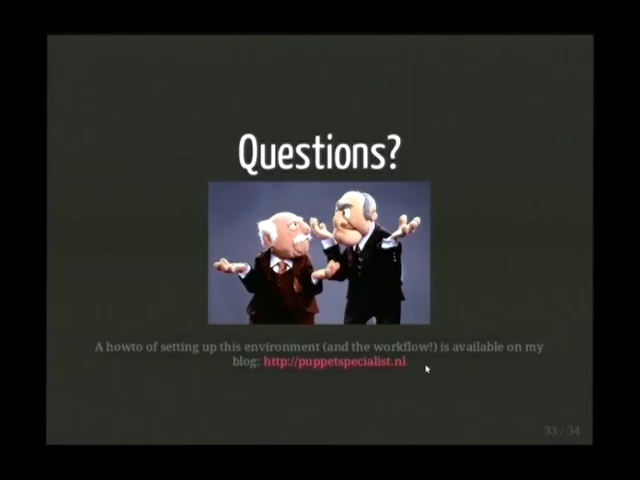 Questions?
A howto of setting up this environment (and the workflow!) is available on my
blog: http://puppetspecialist.nl
33 / 34